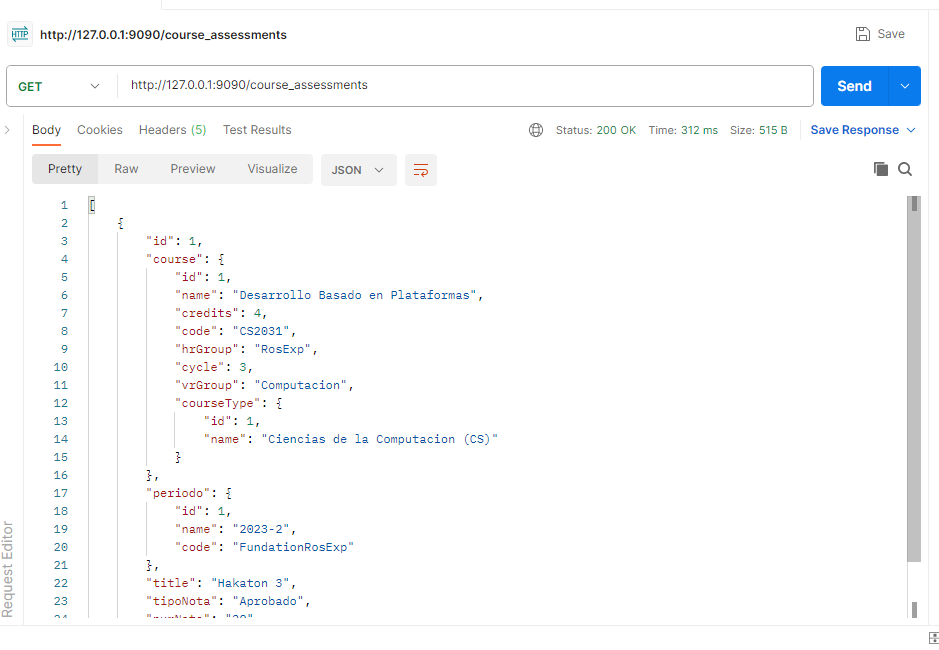 HTTP http://127.0.0.1:9090/course_assessments Save
GET http://127.0.0.1:9090/course_assessments Send
Body Cookies Headers (5) Test Results Status: 200 OK Time: 312 ms Size: 515 B Save Response
Pretty Raw Preview Visualize JSON
1 [
2 {
3 "id": 1,
4 "course": {
5 "id": 1,
6 "name": "Desarrollo Basado en Plataformas",
7 "credits": 4,
8 "code": "CS2031",
9 "hrGroup": "RosExp",
10 "cycle": 3,
11 "vrGroup": "Computacion",
12 "courseType": {
13 "id": 1,
14 "name": "Ciencias de la Computacion (CS)"
15 }
16 },
17 "periodo": {
18 "id": 1,
19 "name": "2023-2",
20 "code": "FundationRosExp"
21 },
22 "title": "Hakaton 3",
23 "tipoNota": "Aprobado",
Request Editor